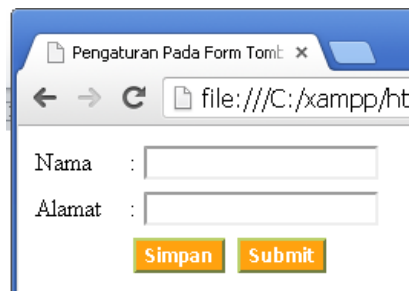 Pengaturan Pada Form Tomb
file:///C:/xampp/ht
Nama :
Alamat :
Simpan Submit